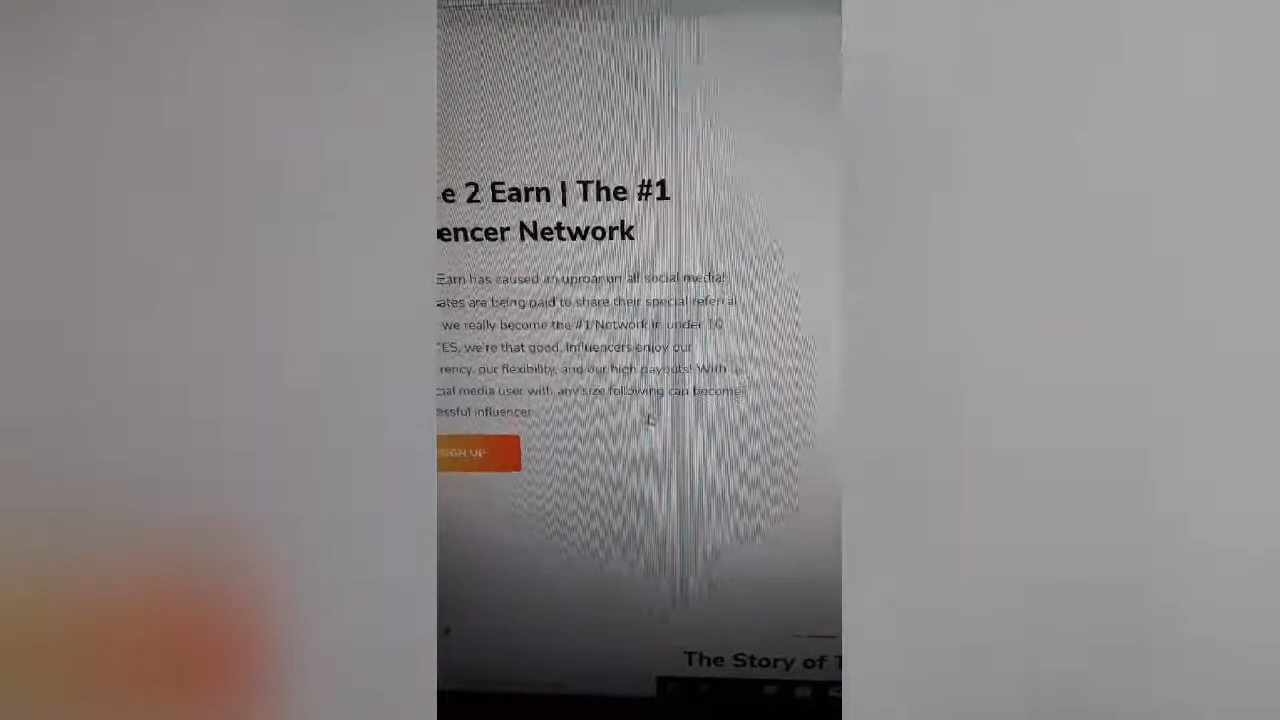 e 2 Earn | The #1
encer Network
Earn has caused an uproar on all social media!
ates are being paid to share their special referral
we really become the #1 Network in under 10
ES, we're that good. Influencers enjoy our
rency, our flexibility, and our high payouts! With
cial media user with any size following can become
essful influencer
SIGN UP
The Story of T